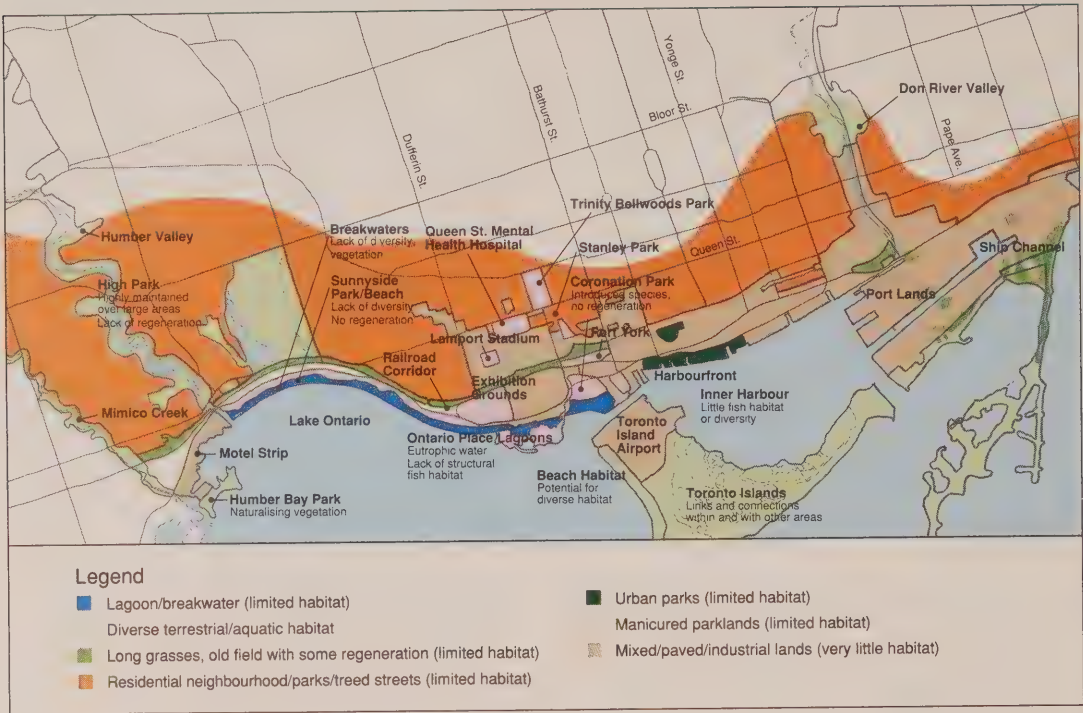 Yonge St.
Bathurst St.
Bloor St.
Dufferin St.
Don River Valley
Pape Ave.
Humber Valley
Breakwaters
Lack of diversity,
vegetation
Queen St. Mental
Health Hospital
Trinity Bellwoods Park
Stanley Park
Queen St.
Ship Channel
High Park
Highly maintained
over large areas
Lack of regeneration
Sunnyside
Park/Beach
Lack of diversity
No regeneration
Coronation Park
Introduced species,
no regeneration
Port Lands
Lamport Stadium
Fort York
Railroad
Corridor
Exhibition
Grounds
Harbourfront
Inner Harbour
Little fish habitat
or diversity
Mimico Creek
Lake Ontario
Motel Strip
Ontario Place Lagoons
Eutrophic water
Lack of structural
fish habitat
Toronto
Island
Airport
Beach Habitat
Potential for
diverse habitat
Humber Bay Park
Naturalising vegetation
Toronto Islands
Links and connections
within and with other areas
Legend
Lagoon/breakwater (limited habitat)
Diverse terrestrial/aquatic habitat
Long grasses, old field with some regeneration (limited habitat)
Residential neighbourhood/parks/treed streets (limited habitat)
Urban parks (limited habitat)
Manicured parklands (limited habitat)
Mixed/paved/industrial lands (very little habitat)